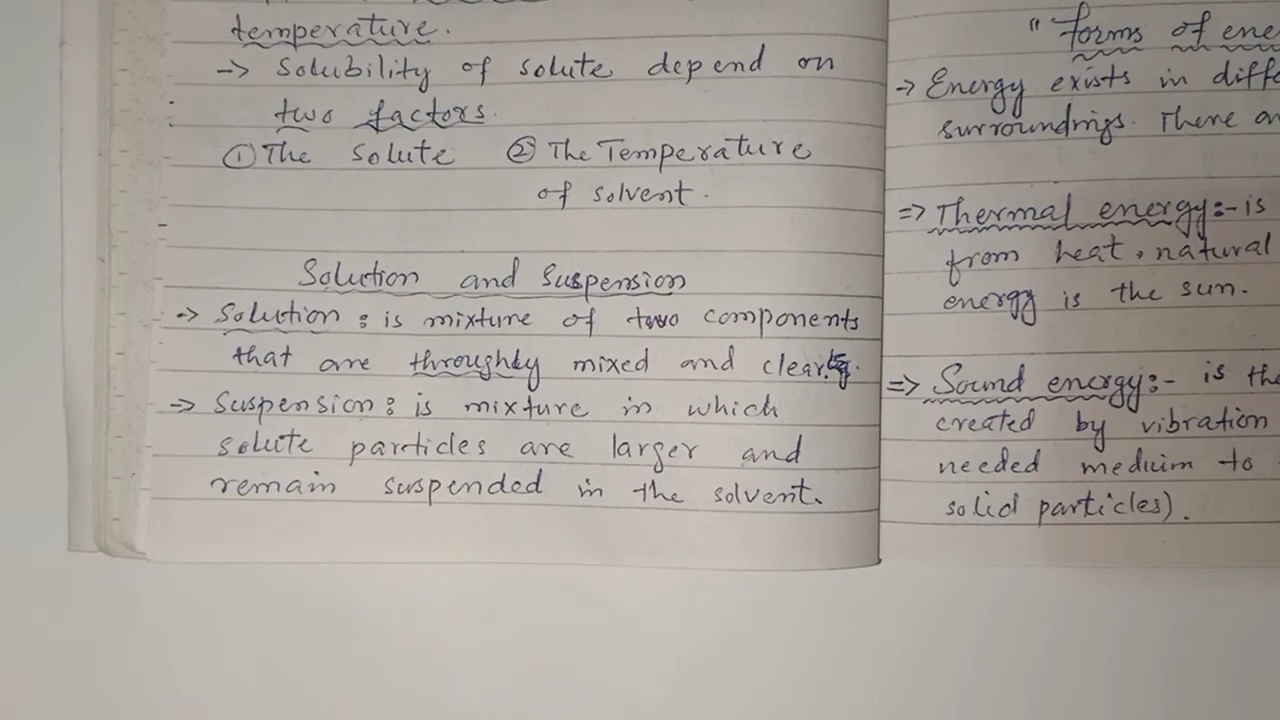 temperature.
-> Solubility of solute depend on
two factors.
① The solute ② The Temperature
of solvent.
Solution and Suspension
-> Solution : is mixture of two components
that are throughly mixed and clear.
-> Suspension : is mixture in which
solute particles are larger and
remain suspended in the solvent.
" forms of ene
-> Energy exists in diffe
surroundings. There a
=> Thermal energy :- is
from heat, natural
energy is the sun.
=> Sound energy :- is the
created by vibration
needed medium to
solid particles).